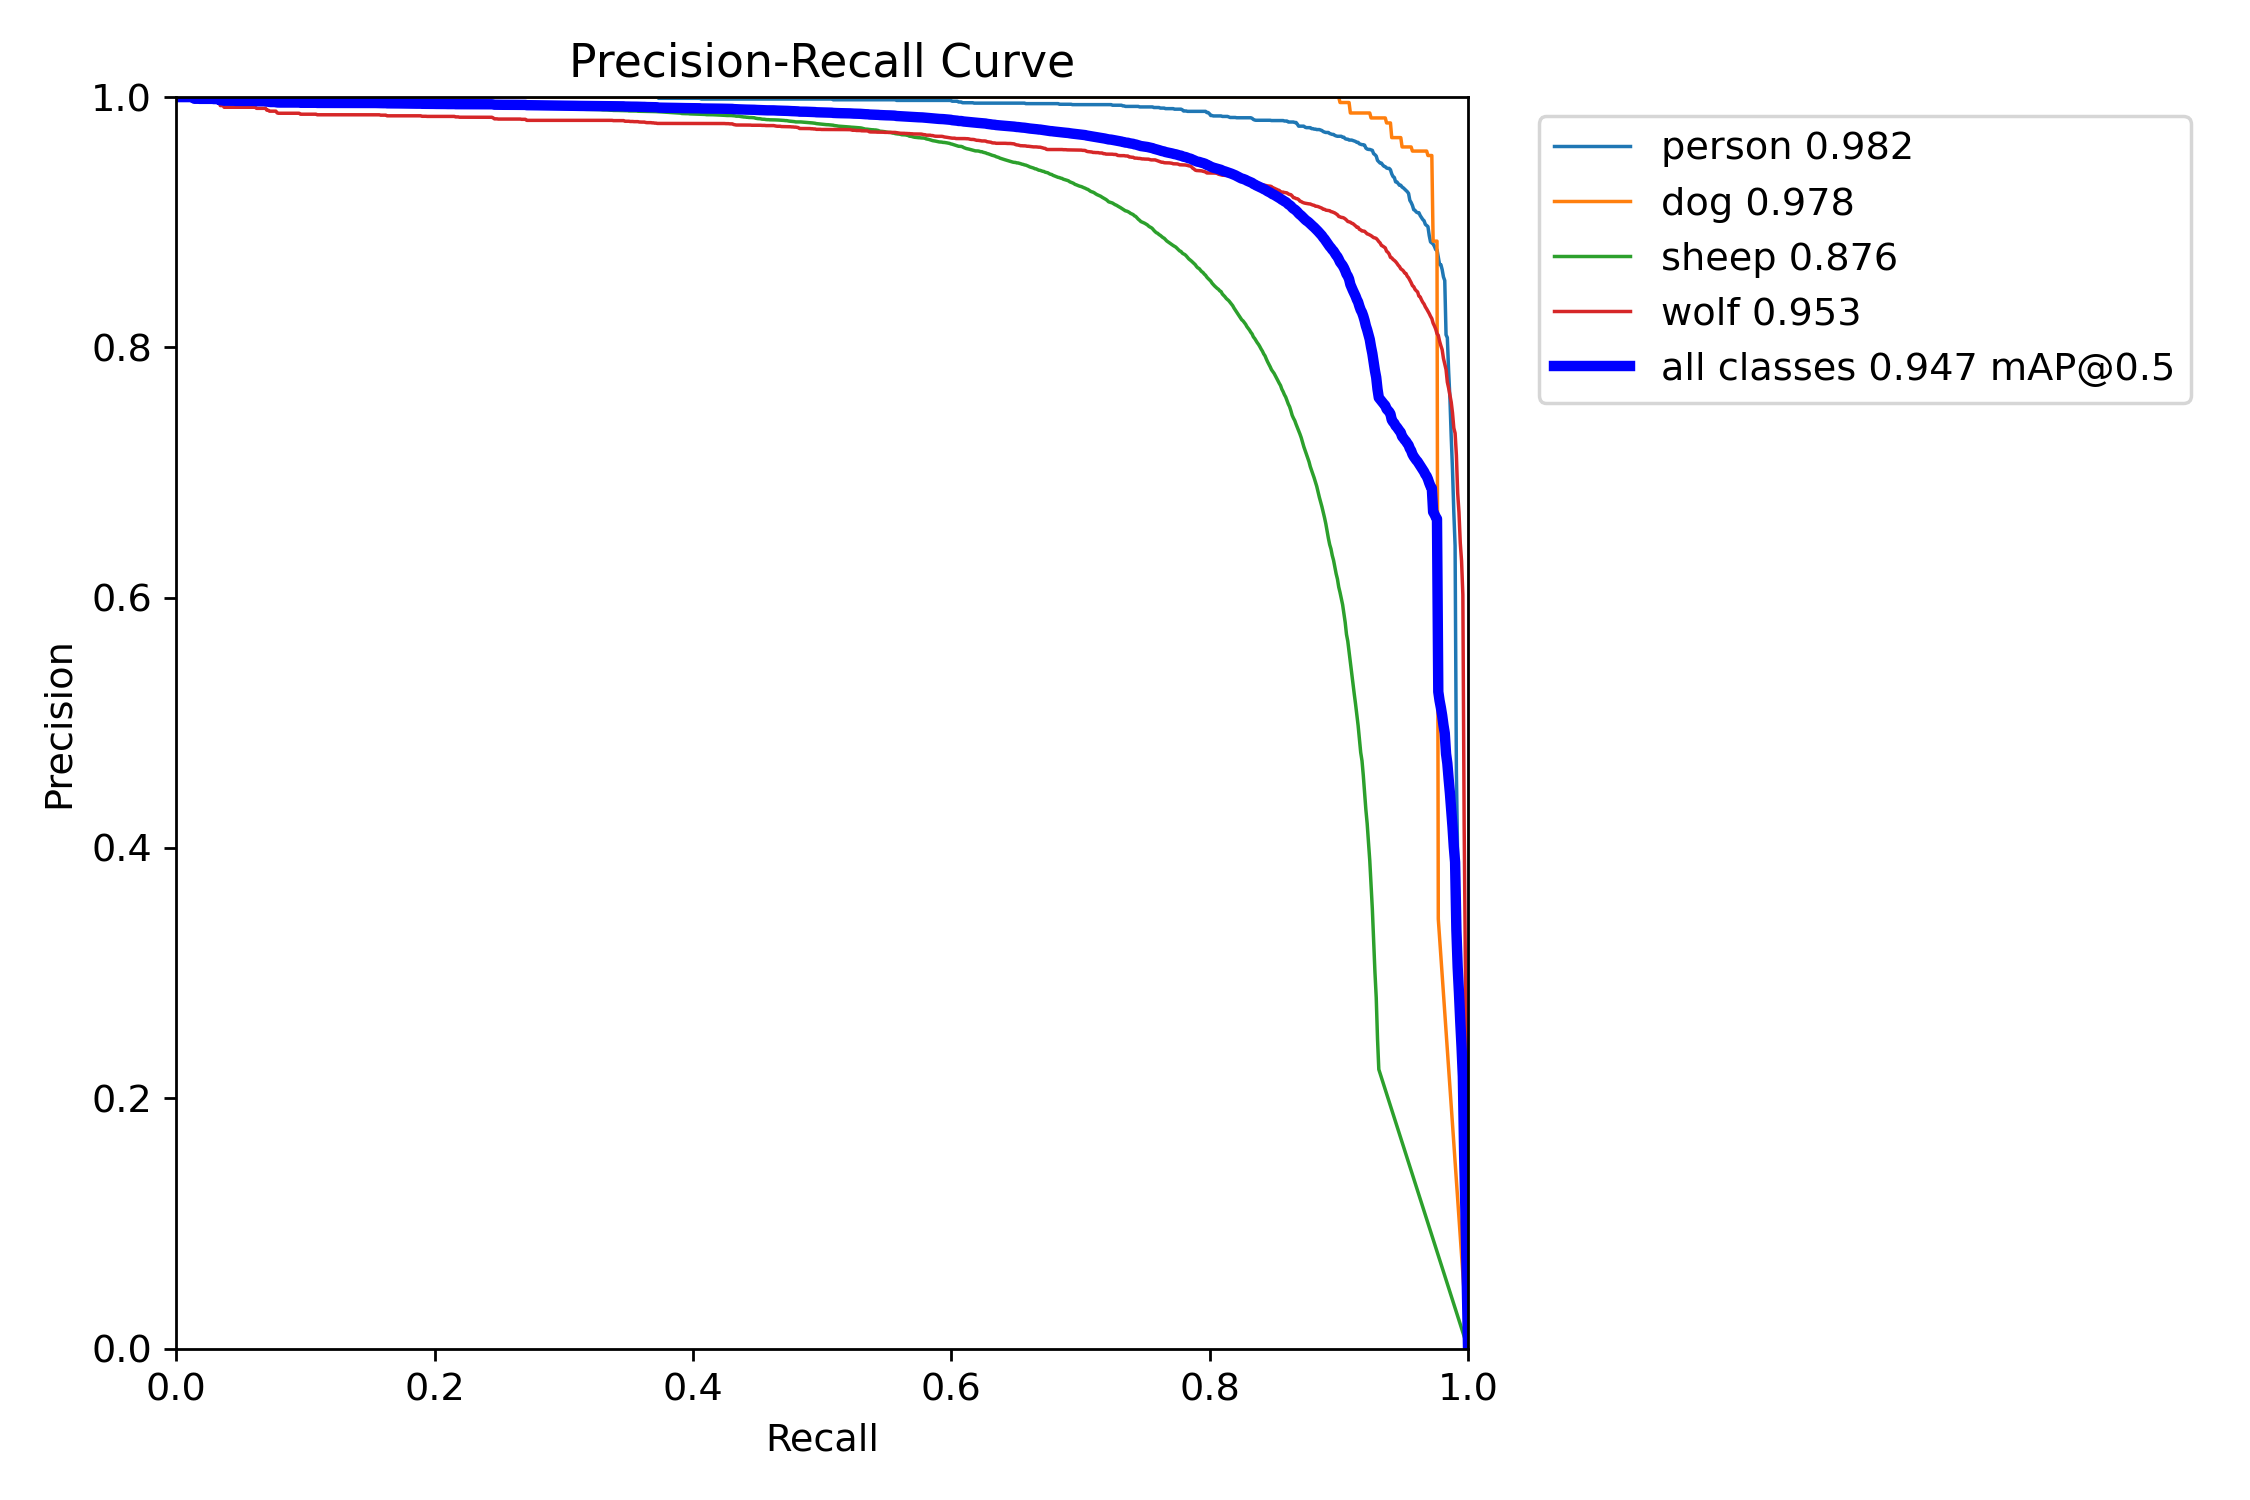 Precision-Recall Curve
1.0
0.8
0.6
0.4
0.2
0.0
Precision
0.0 0.2 0.4 0.6 0.8 1.0
Recall
person 0.982
dog 0.978
sheep 0.876
wolf 0.953
all classes 0.947 mAP@0.5